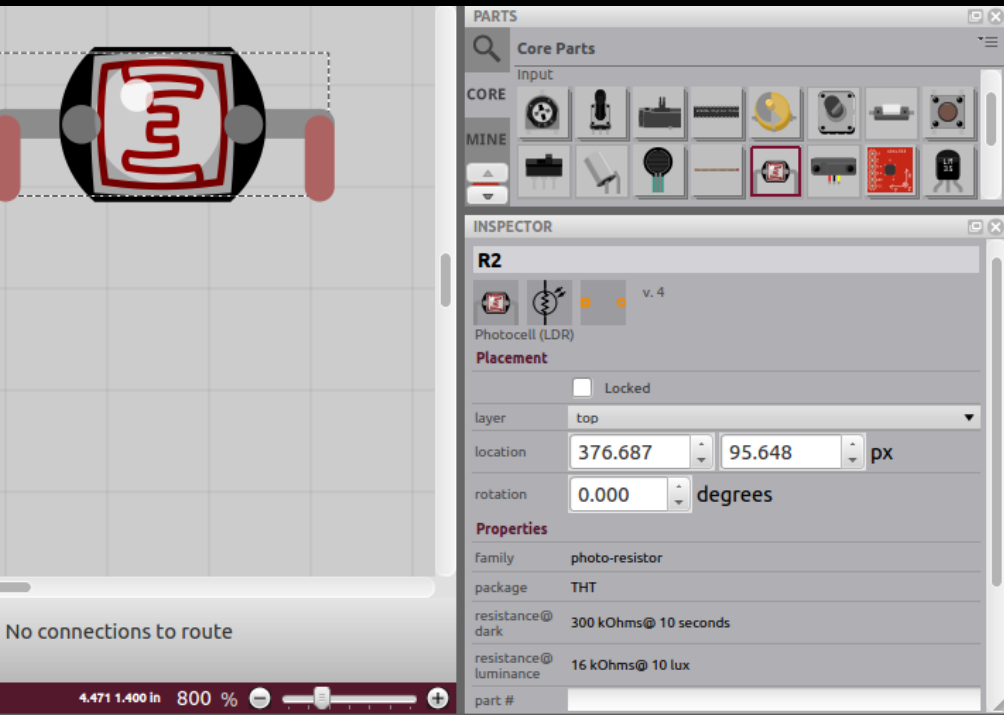 PARTS
Core Parts
Input
CORE
MINE
LM
35
INSPECTOR
R2
v. 4
Photocell (LDR)
Placement
Locked
layer top
location 376.687 95.648 px
rotation 0.000 degrees
Properties
family photo-resistor
package THT
resistance@
dark 300 kOhms@ 10 seconds
resistance@
luminance 16 kOhms@ 10 lux
part #
No connections to route
4.471 1.400 in 800 %